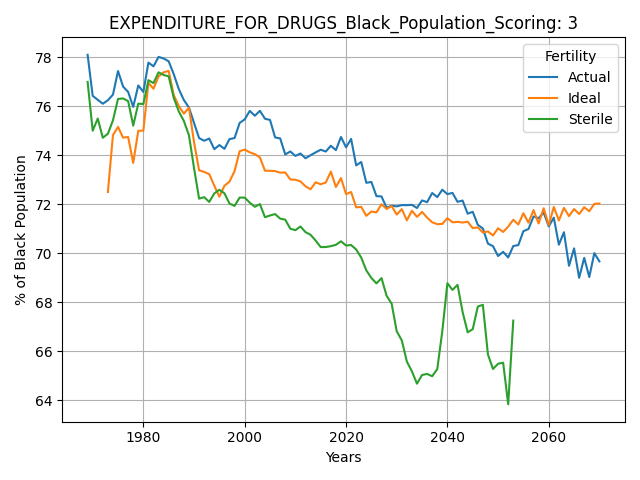 EXPENDITURE_FOR_DRUGS_Black_Population_Scoring: 3
Fertility
Actual
Ideal
Sterile
% of Black Population
78
76
74
72
70
68
66
64
1980
2000
2020
2040
2060
Years